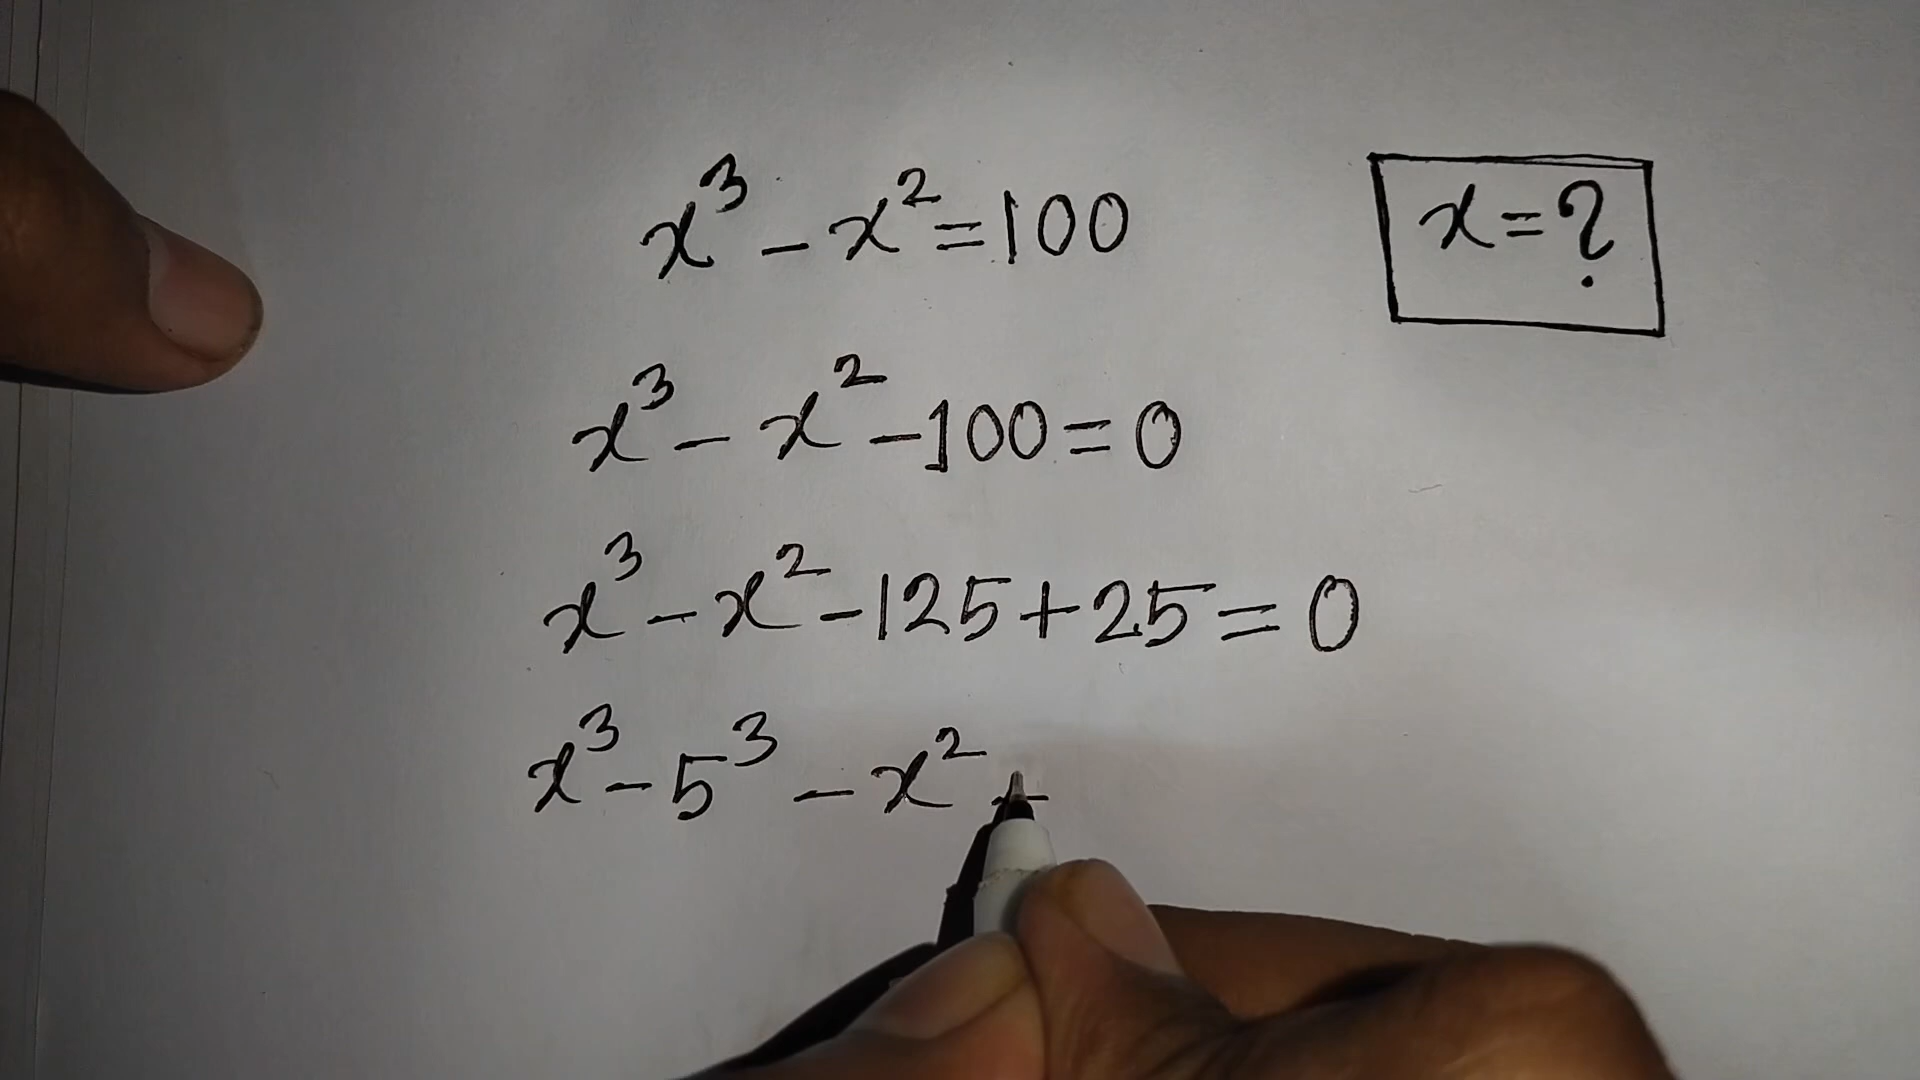 x³ - x² = 100
x = ?
x³ - x² - 100 = 0
x³ - x² - 125 + 25 = 0
x³ - 5³ - x² +